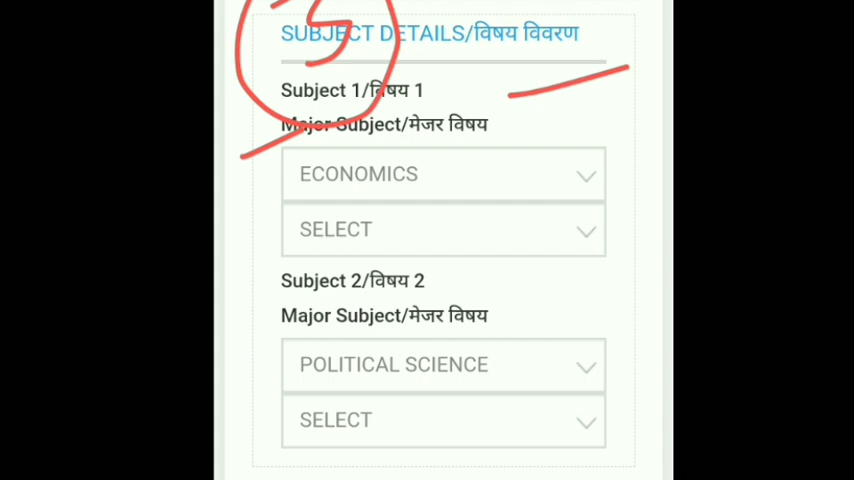 SUBJECT DETAILS/विषय विवरण
Subject 1/विषय 1
Major Subject/मेजर विषय
ECONOMICS
SELECT
Subject 2/विषय 2
Major Subject/मेजर विषय
POLITICAL SCIENCE
SELECT